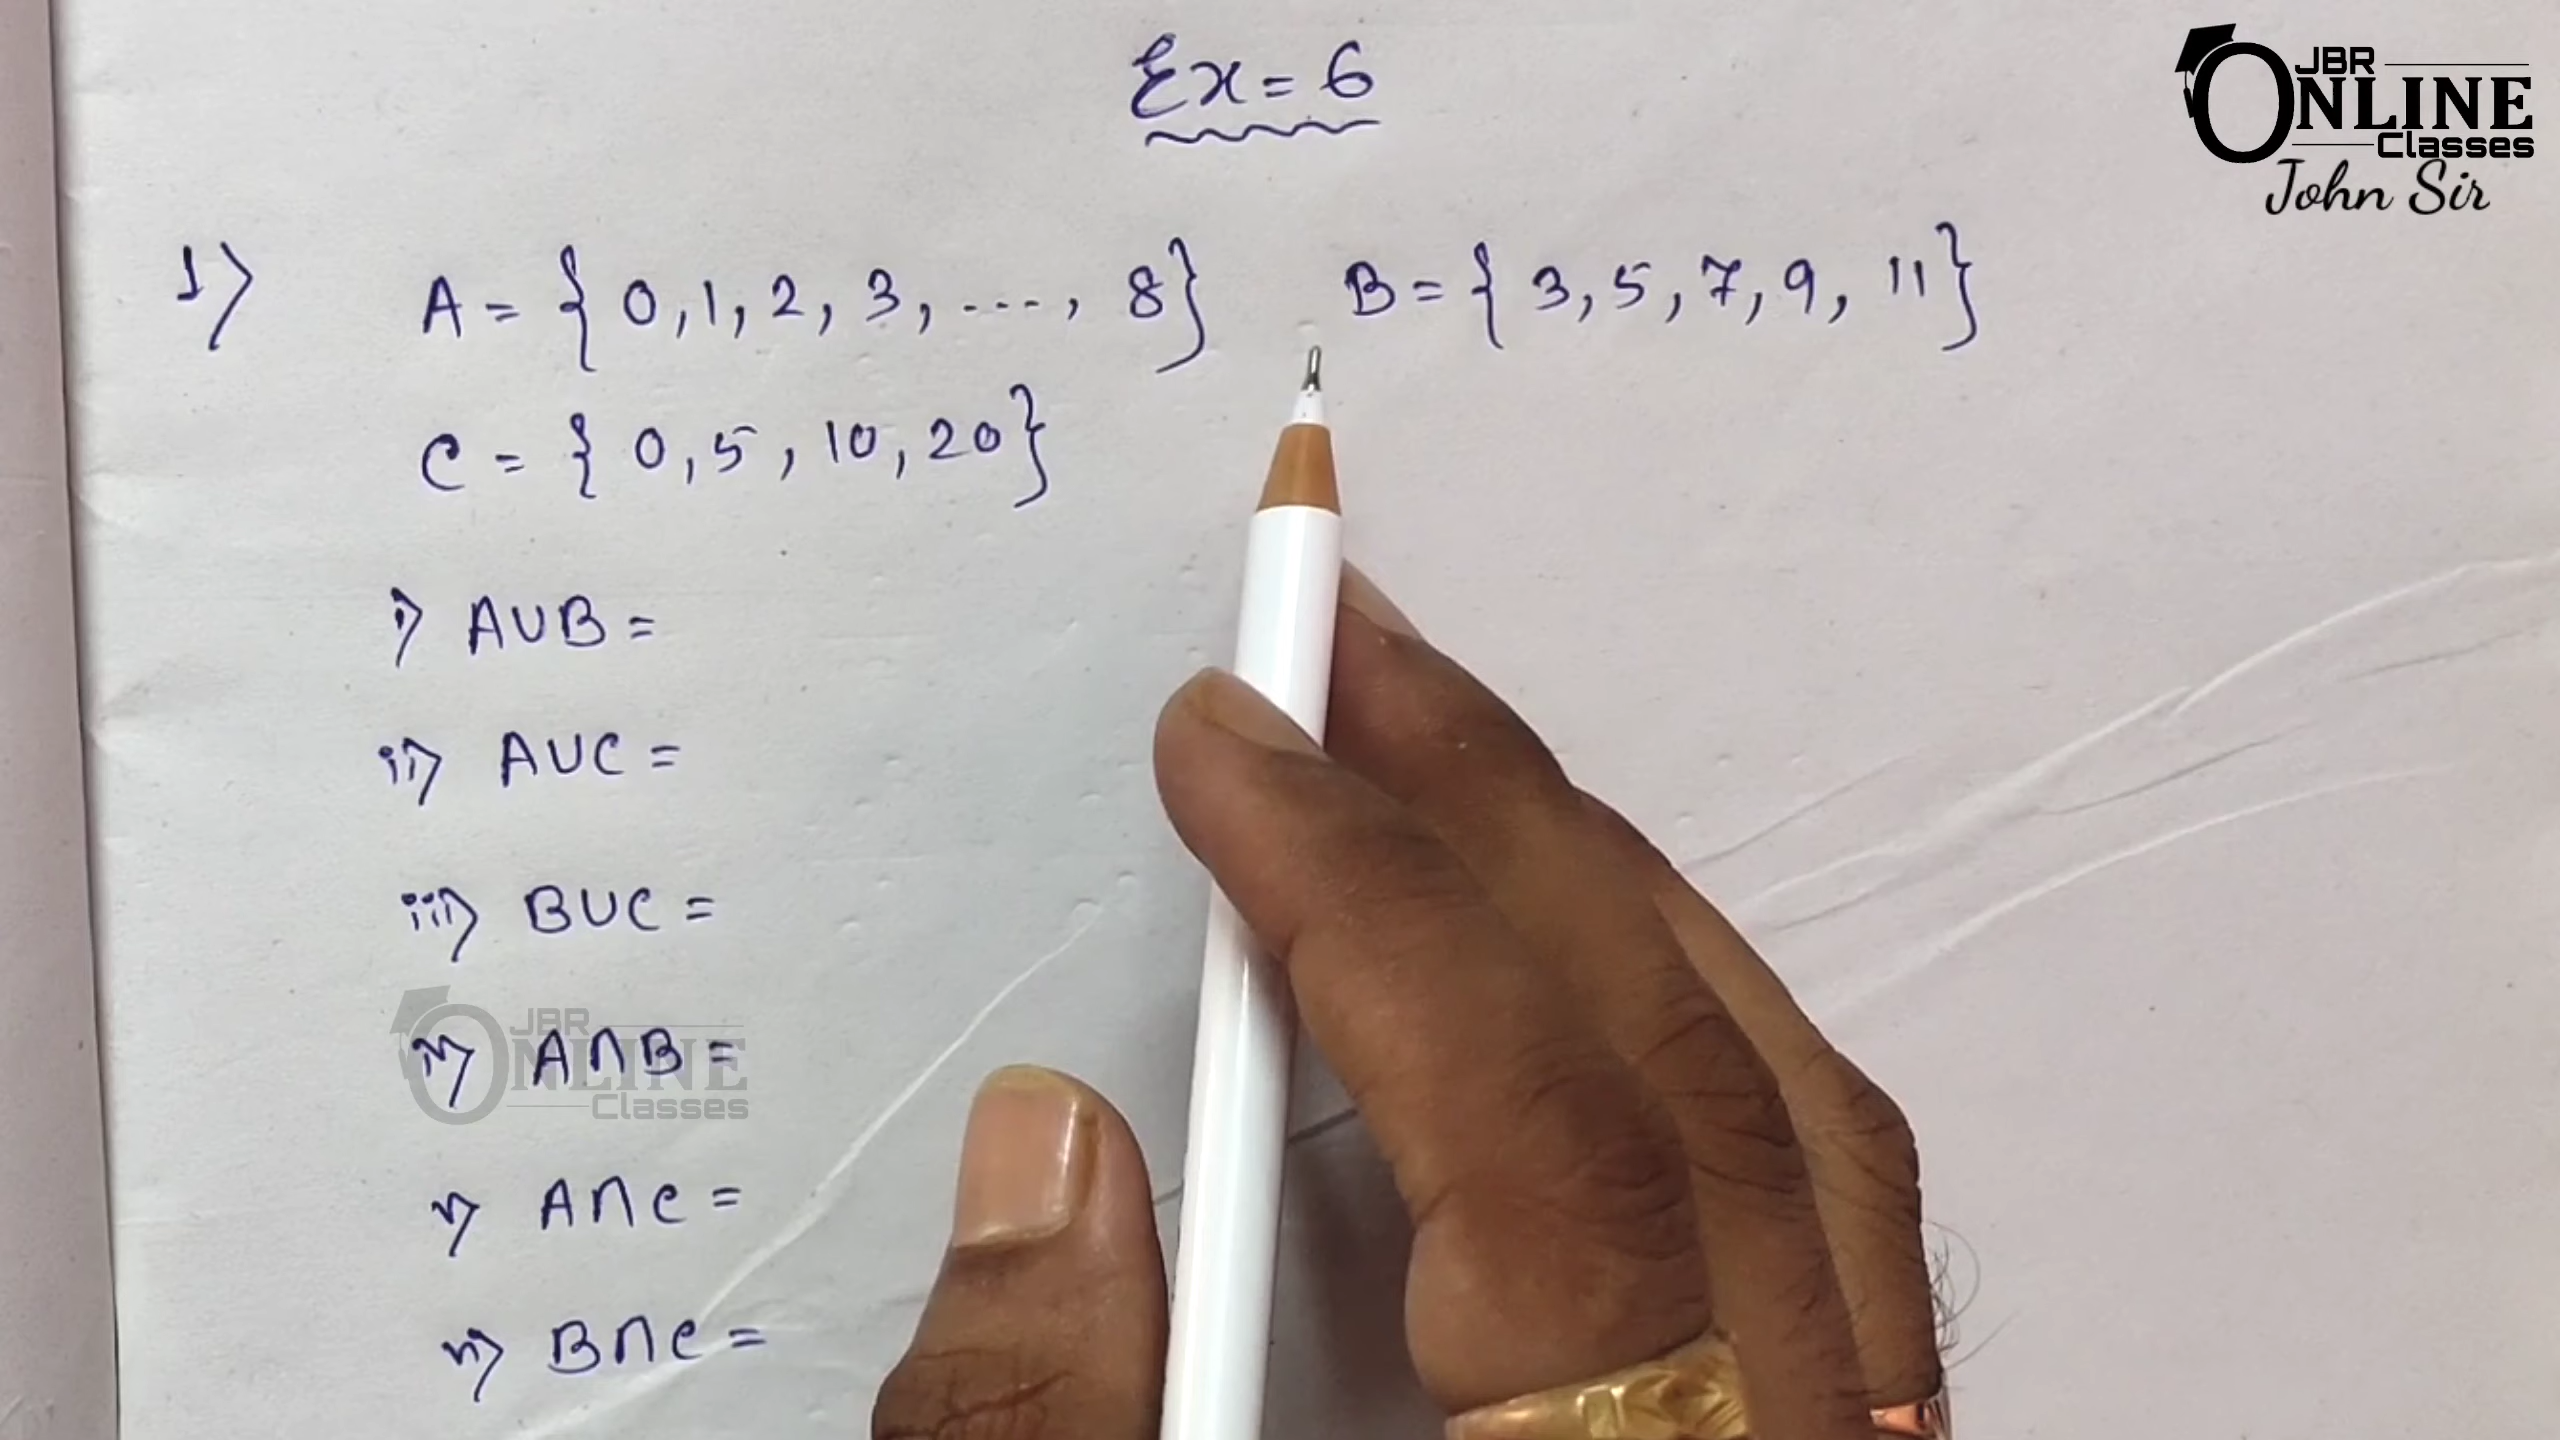 Ex = 6
JBR
ONLINE
Classes
John Sir
1) A = { 0, 1, 2, 3, ...., 8} B = { 3, 5, 7, 9, 11}
C = { 0, 5, 10, 20}
i) A∪B =
ii) A∪C =
iii) B∪C =
iv) A∩B =
JBR
ONLINE
Classes
v) A∩C =
vi) B∩C =